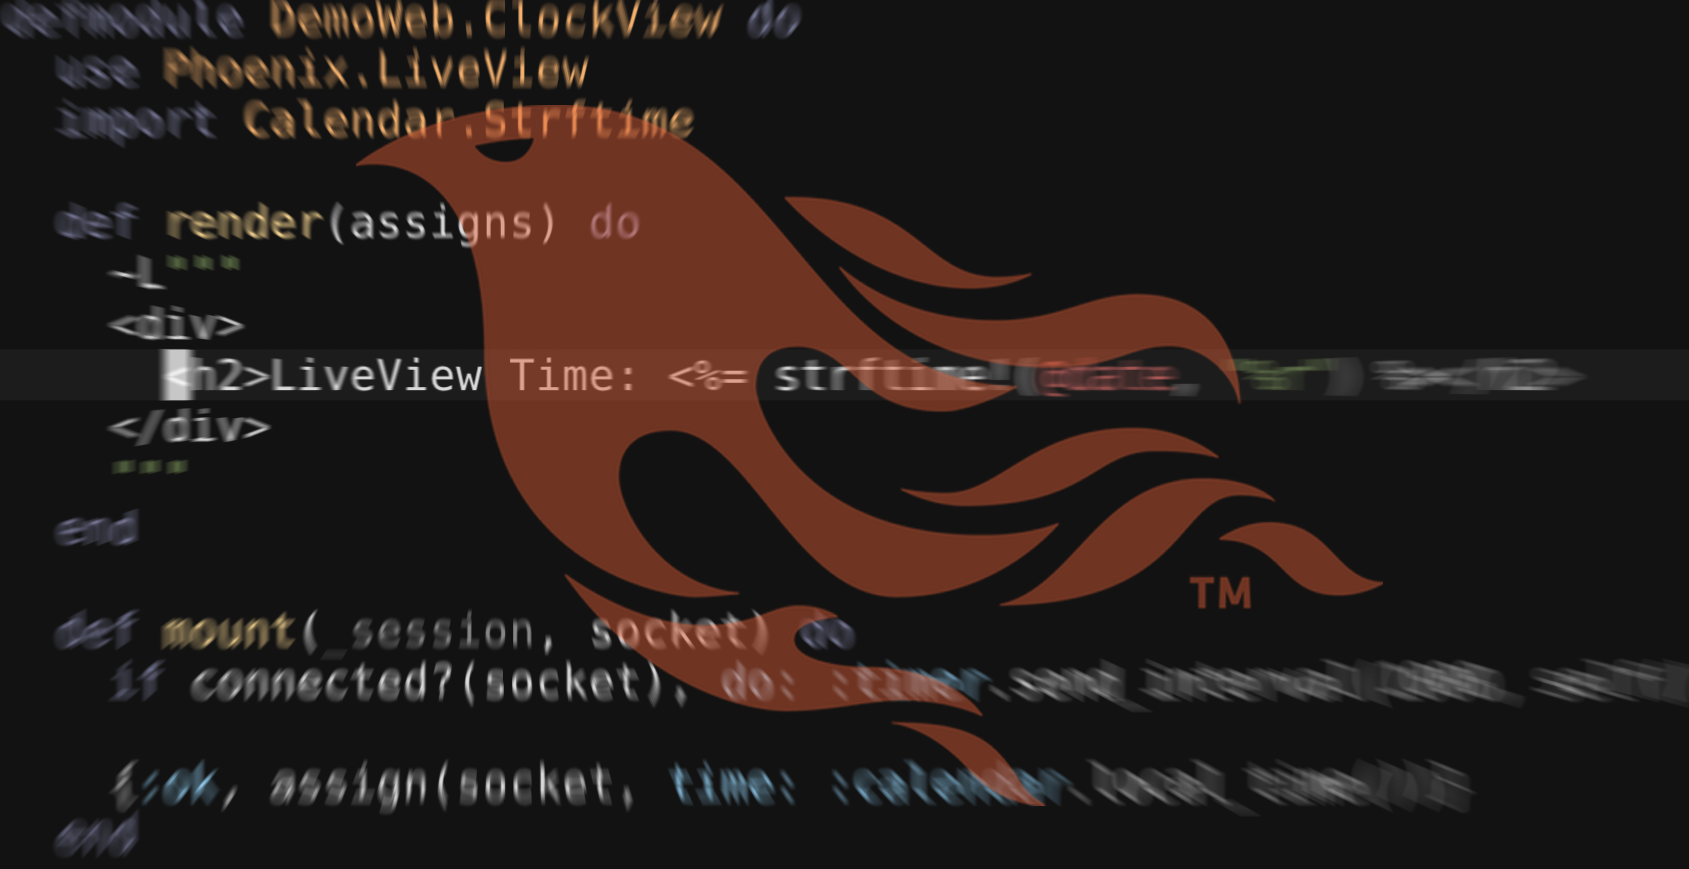 defmodule DemoWeb.ClockView do
use Phoenix.LiveView
import Calendar.Strftime
def render(assigns) do
~L"""
<div>
<h2>LiveView Time: <%= strftime!(@date, "%r") %></h2>
</div>
"""
end
TM
def mount(_session, socket) do
if connected?(socket), do: :timer.send_interval(1000, self()
{:ok, assign(socket, time: :calendar.local_time())}
end